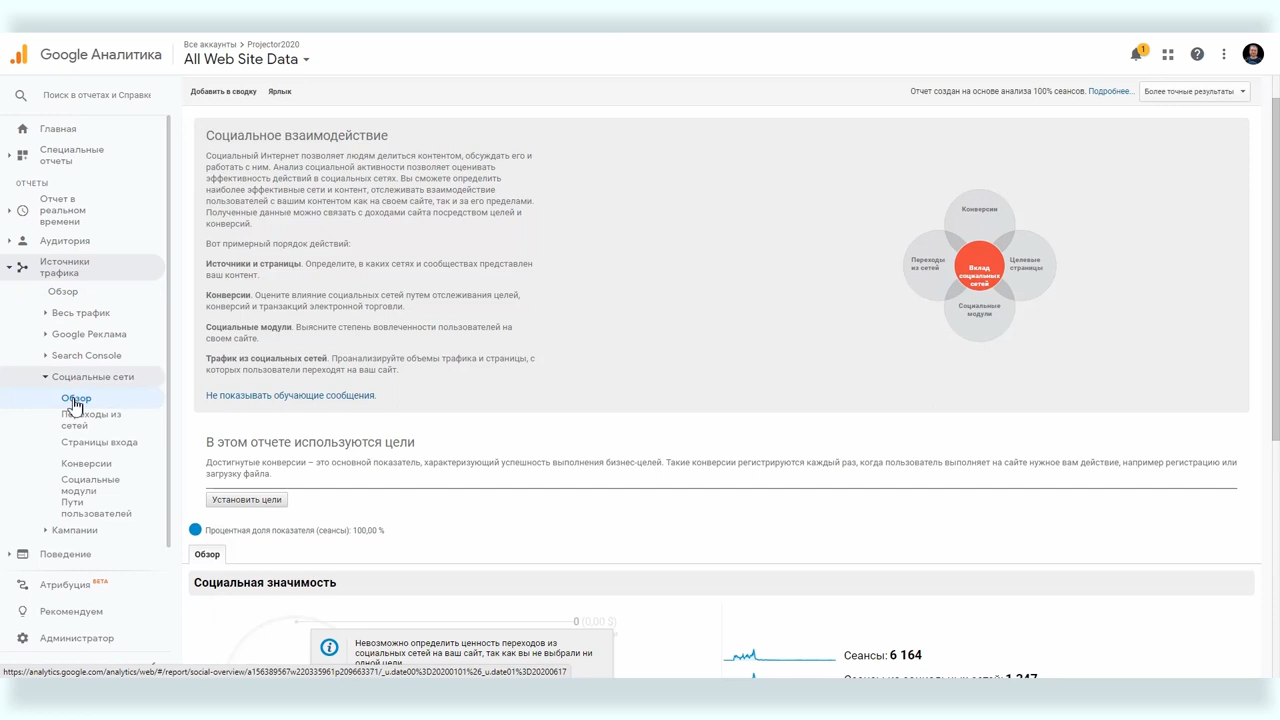 Google Аналитика
Все аккаунты > Projector2020
All Web Site Data
1
Поиск в отчетах и Справке
Главная
Специальные
отчеты
ОТЧЕТЫ
Отчет в
реальном
времени
Аудитория
Источники
трафика
Обзор
Весь трафик
Google Реклама
Search Console
Социальные сети
Обзор
Переходы из
сетей
Страницы входа
Конверсии
Социальные
модули
Пути
пользователей
Кампании
Поведение
Атрибуция BETA
Рекомендуем
Администратор
Добавить в сводку
Ярлык
Отчет создан на основе анализа 100% сеансов. Подробнее...
Более точные результаты
Социальное взаимодействие
Социальный Интернет позволяет людям делиться контентом, обсуждать его и
работать с ним. Анализ социальной активности позволяет оценивать
эффективность действий в социальных сетях. Вы сможете определить
наиболее эффективные сети и контент, отслеживать взаимодействие
пользователей с вашим контентом как на своем сайте, так и за его пределами.
Полученные данные можно связать с доходами сайта посредством целей и
конверсий.
Вот примерный порядок действий:
Источники и страницы. Определите, в каких сетях и сообществах представлен
ваш контент.
Конверсии. Оцените влияние социальных сетей путем отслеживания целей,
конверсий и транзакций электронной торговли.
Социальные модули. Выясните степень вовлеченности пользователей на
своем сайте.
Трафик из социальных сетей. Проанализируйте объемы трафика и страницы, с
которых пользователи переходят на ваш сайт.
Не показывать обучающие сообщения.
Конверсии
Переходы
из сетей
Вклад
социальных
сетей
Целевые
страницы
Социальные
модули
В этом отчете используются цели
Достигнутые конверсии – это основной показатель, характеризующий успешность выполнения бизнес-целей. Такие конверсии регистрируются каждый раз, когда пользователь выполняет на сайте нужное вам действие, например регистрацию или
загрузку файла.
Установить цели
Процентная доля показателя (сеансы): 100,00 %
Обзор
Социальная значимость
0 (0,00 $)
Невозможно определить ценность переходов из
социальных сетей на ваш сайт, так как вы не выбрали ни
одной цели
Сеансы: 6 164
Сеансы из социальных сетей: 1 347
https://analytics.google.com/analytics/web/#/report/social-overview/a156389567w220335961p209663371/_u.date00%3D20200101%26_u.date01%3D20200617